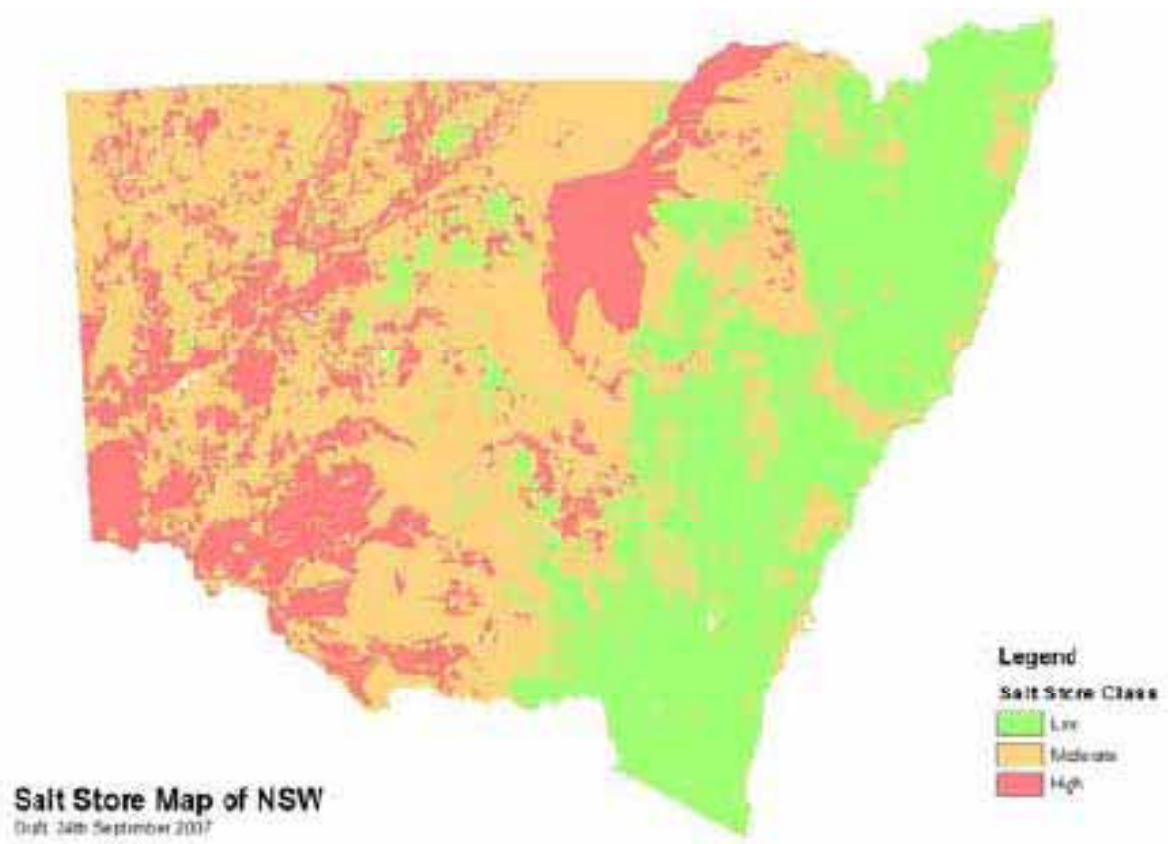 Legend
Salt Store Class
Low
Moderate
High
Salt Store Map of NSW
Draft 24th September 2007